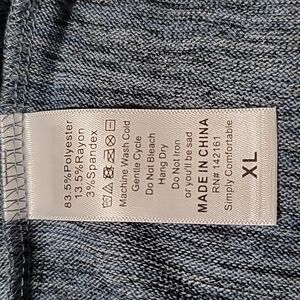 83.5%Polyester
13.5%Rayon
3%Spandex
Machine Wash Cold
Gentle Cycle
Do Not Bleach
Hang Dry
Do Not Iron
or you'll be sad
MADE IN CHINA
RN#:142161
Simply Comfortable
XL